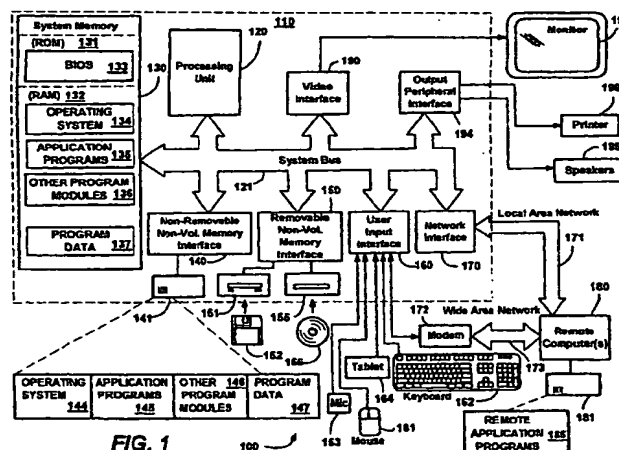 System Memory
(ROM) 131
BIOS 133
(RAM) 132
OPERATING SYSTEM 134
APPLICATION PROGRAMS 135
OTHER PROGRAM MODULES 136
PROGRAM DATA 137
130
120
Processing Unit
110
190
Video Interface
Monitor
19
Output Peripheral Interface
194
196
Printer
Speakers
System Bus
121
Non-Removable Non-Vol. Memory Interface
140
150
Removable Non-Vol. Memory Interface
User Input Interface
160
Network Interface
170
Local Area Network
171
141
151
152
155
156
172
Modem
Wide Area Network
173
180
Remote Computer(s)
181
Tablet
164
Keyboard
162
Mic
163
Mouse
161
OPERATING SYSTEM 144
APPLICATION PROGRAMS 145
OTHER PROGRAM MODULES 146
PROGRAM DATA 147
REMOTE APPLICATION PROGRAMS 185
FIG. 1
100